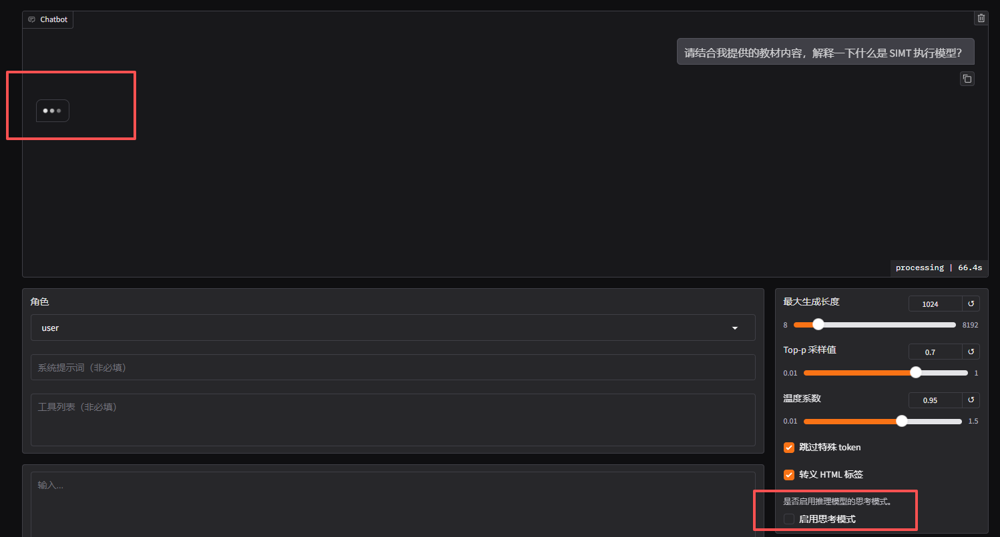 Chatbot
请结合我提供的教材内容，解释一下什么是 SIMT 执行模型？
processing | 66.4s
角色
user
系统提示词（非必填）
工具列表（非必填）
输入...
最大生成长度
1024
8
8192
Top-p 采样值
0.7
0.01
1
温度系数
0.95
0.01
1.5
跳过特殊 token
转义 HTML 标签
是否启用推理模型的思考模式。
启用思考模式